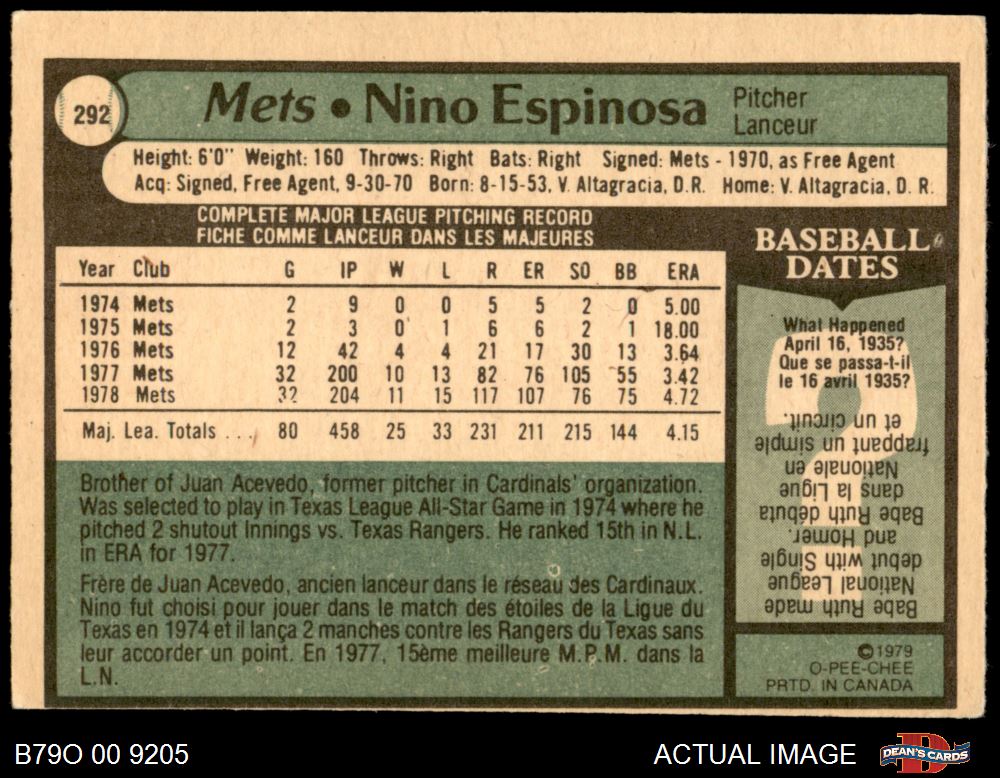 292
Mets • Nino Espinosa
Pitcher
Lanceur
Height: 6'0" Weight: 160 Throws: Right Bats: Right Signed: Mets - 1970, as Free Agent
Acq: Signed, Free Agent, 9-30-70 Born: 8-15-53, V. Altagracia, D.R. Home: V. Altagracia, D. R.
COMPLETE MAJOR LEAGUE PITCHING RECORD
FICHE COMME LANCEUR DANS LES MAJEURES
Year Club G IP W L R ER SO BB ERA
1974 Mets 2 9 0 0 5 5 2 0 5.00
1975 Mets 2 3 0 1 6 6 2 1 18.00
1976 Mets 12 42 4 4 21 17 30 13 3.64
1977 Mets 32 200 10 13 82 76 105 55 3.42
1978 Mets 32 204 11 15 117 107 76 75 4.72
Maj. Lea. Totals ... 80 458 25 33 231 211 215 144 4.15
Brother of Juan Acevedo, former pitcher in Cardinals' organization.
Was selected to play in Texas League All-Star Game in 1974 where he
pitched 2 shutout Innings vs. Texas Rangers. He ranked 15th in N.L.
in ERA for 1977.
Frère de Juan Acevedo, ancien lanceur dans le réseau des Cardinaux.
Nino fut choisi pour jouer dans le match des étoiles de la Ligue du
Texas en 1974 et il lança 2 manches contre les Rangers du Texas sans
leur accorder un point. En 1977, 15ème meilleure M.P.M. dans la
L.N.
BASEBALL
DATES
What Happened
April 16, 1935?
Que se passa-t-il
le 16 avril 1935?
Babe Ruth made
National League
debut with Single
and Homer.
Babe Ruth débuta
dans la Ligue
Nationale en
frappant un simple
et un circuit.
©1979
O-PEE-CHEE
PRTD. IN CANADA
B79O 00 9205
ACTUAL IMAGE
DEAN'S CARDS